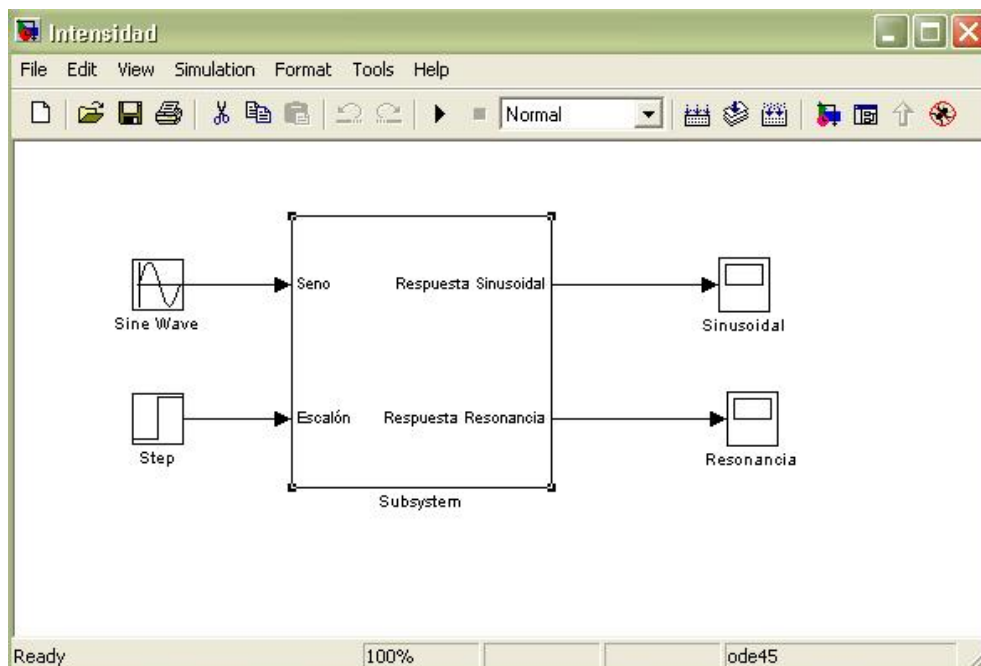 Intensidad
File Edit View Simulation Format Tools Help
Normal
Seno
Respuesta Sinusoidal
Sine Wave
Sinusoidal
Escalón
Respuesta Resonancia
Step
Resonancia
Subsystem
Ready
100%
ode45